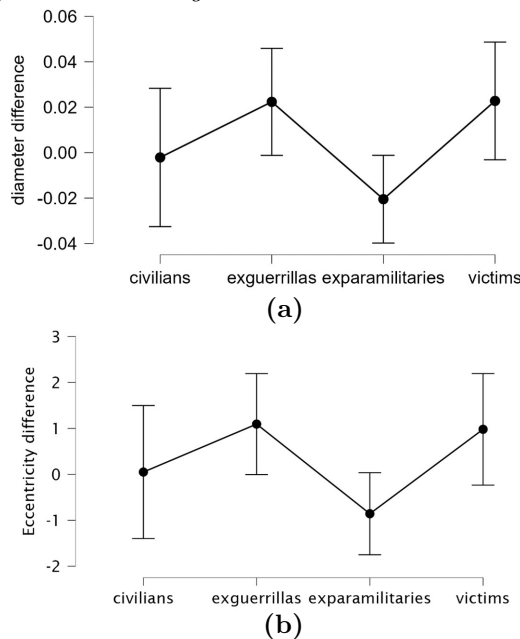 0.06
0.04
0.02
0.00
-0.02
-0.04
diameter difference
civilians exguerrillas exparamilitaries victims
(a)
3
2
1
0
-1
-2
Eccentricity difference
civilians exguerrillas exparamilitaries victims
(b)